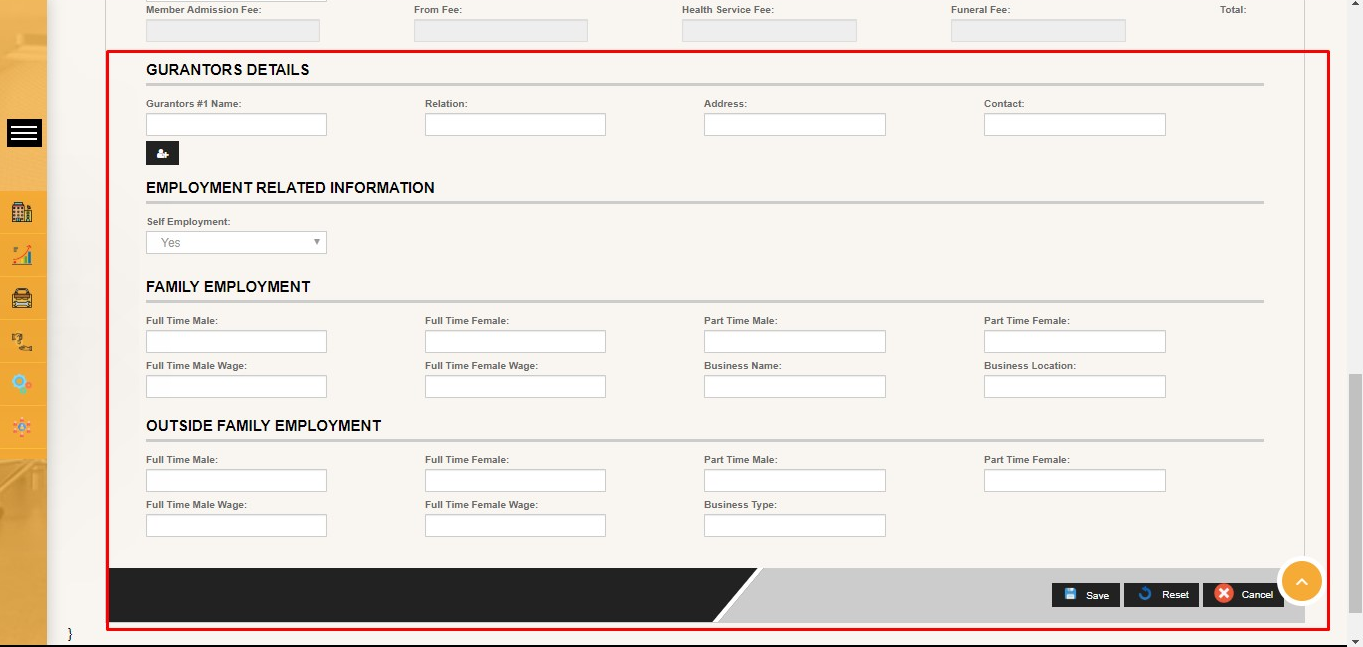 Member Admission Fee: From Fee: Health Service Fee: Funeral Fee: Total:
GURANTORS DETAILS
Gurantors #1 Name: Relation: Address: Contact:
EMPLOYMENT RELATED INFORMATION
Self Employment:
Yes
FAMILY EMPLOYMENT
Full Time Male: Full Time Female: Part Time Male: Part Time Female:
Full Time Male Wage: Full Time Female Wage: Business Name: Business Location:
OUTSIDE FAMILY EMPLOYMENT
Full Time Male: Full Time Female: Part Time Male: Part Time Female:
Full Time Male Wage: Full Time Female Wage: Business Type:
Save Reset Cancel
}